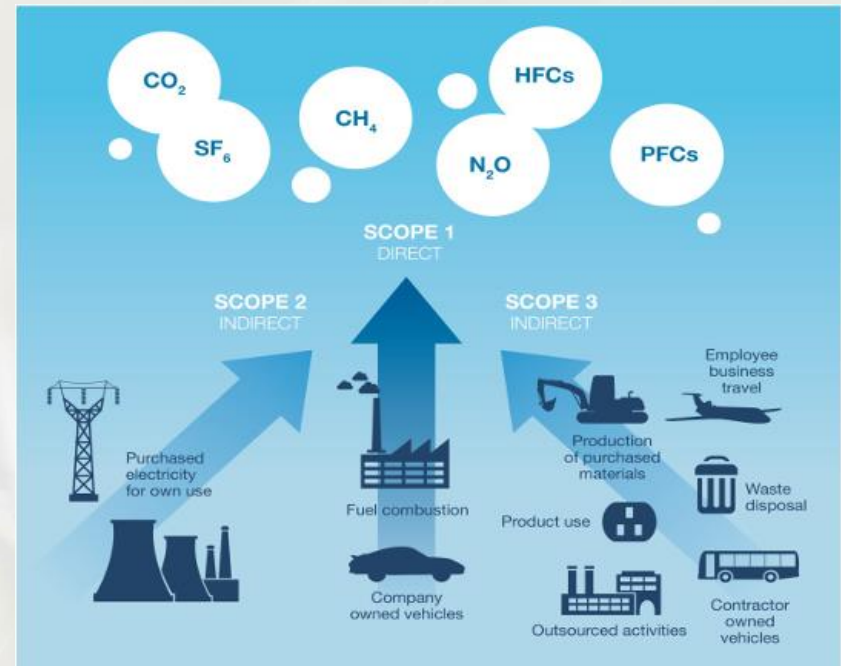 CO₂
SF₆
CH₄
HFCs
N₂O
PFCs
SCOPE 1
DIRECT
SCOPE 2
INDIRECT
SCOPE 3
INDIRECT
Purchased
electricity
for own use
Fuel combustion
Company
owned vehicles
Employee
business
travel
Production
of purchased
materials
Waste
disposal
Product use
Outsourced activities
Contractor
owned
vehicles